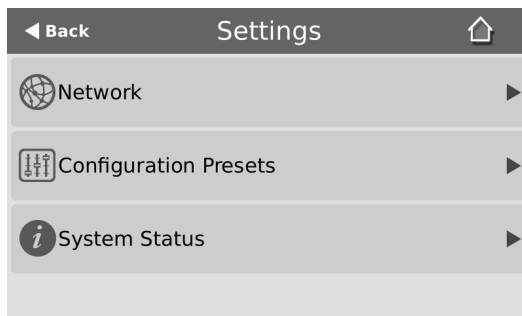 Back
Settings
Network
Configuration Presets
i System Status